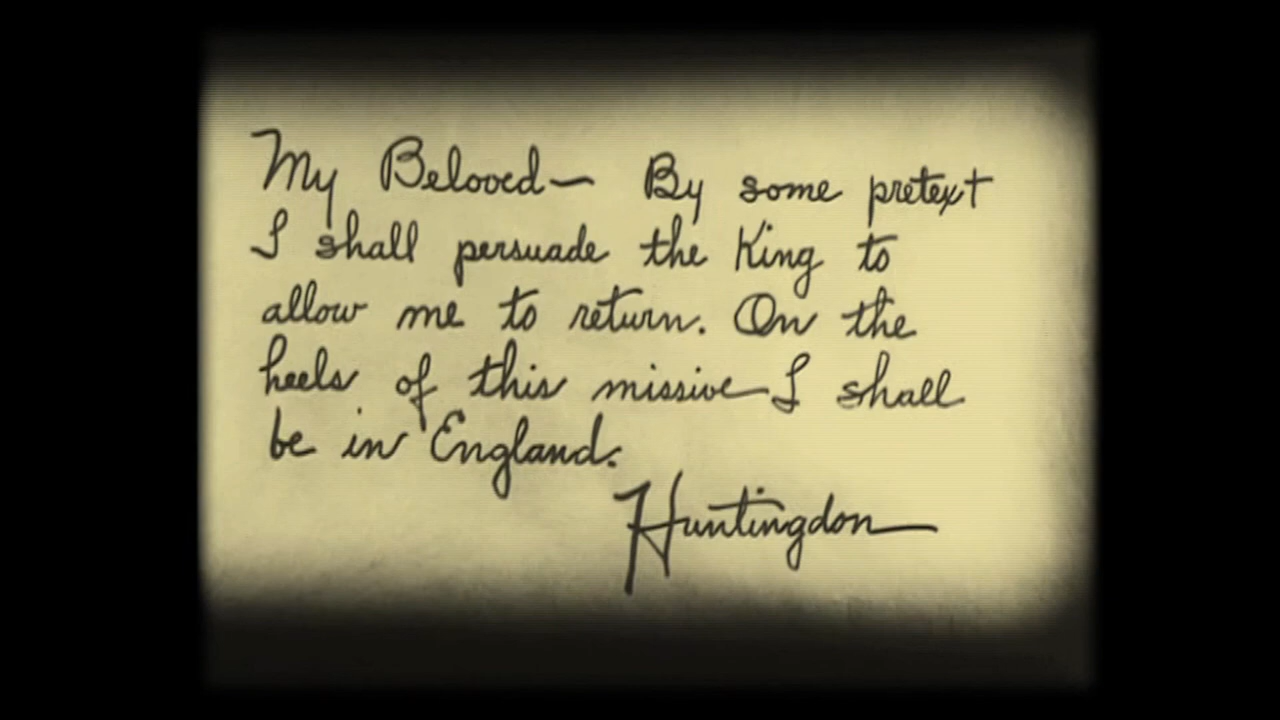 My Beloved— By some pretext
I shall persuade the King to
allow me to return. On the
heels of this missive I shall
be in England.
Huntingdon